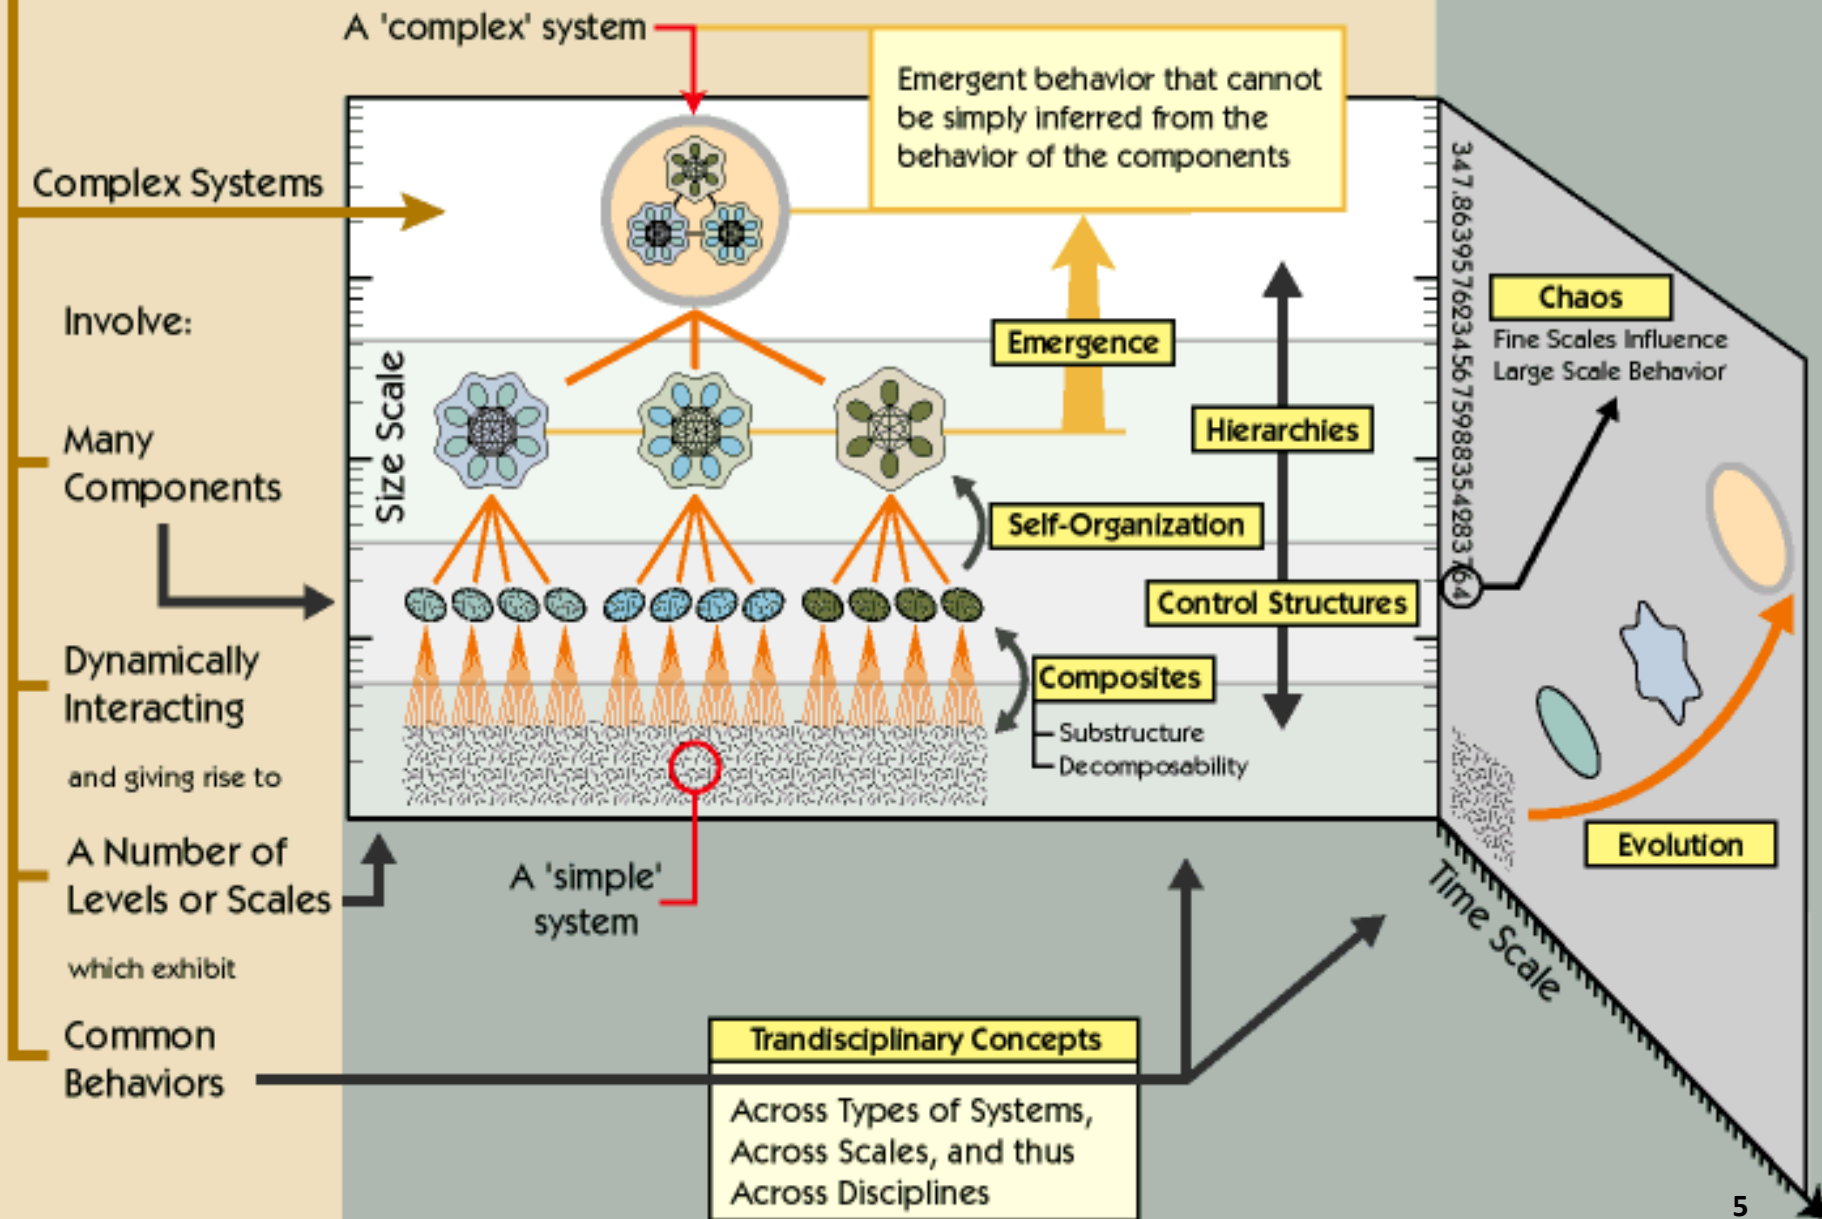 A 'complex' system
Emergent behavior that cannot
be simply inferred from the
behavior of the components
Complex Systems
Involve:
Many
Components
Dynamically
Interacting
and giving rise to
A Number of
Levels or Scales
which exhibit
Common
Behaviors
Size Scale
Emergence
Hierarchies
Self-Organization
Control Structures
Composites
Substructure
Decomposability
A 'simple'
system
347.86395762345675988354283764
Chaos
Fine Scales Influence
Large Scale Behavior
Evolution
Time Scale
Trandisciplinary Concepts
Across Types of Systems,
Across Scales, and thus
Across Disciplines
5